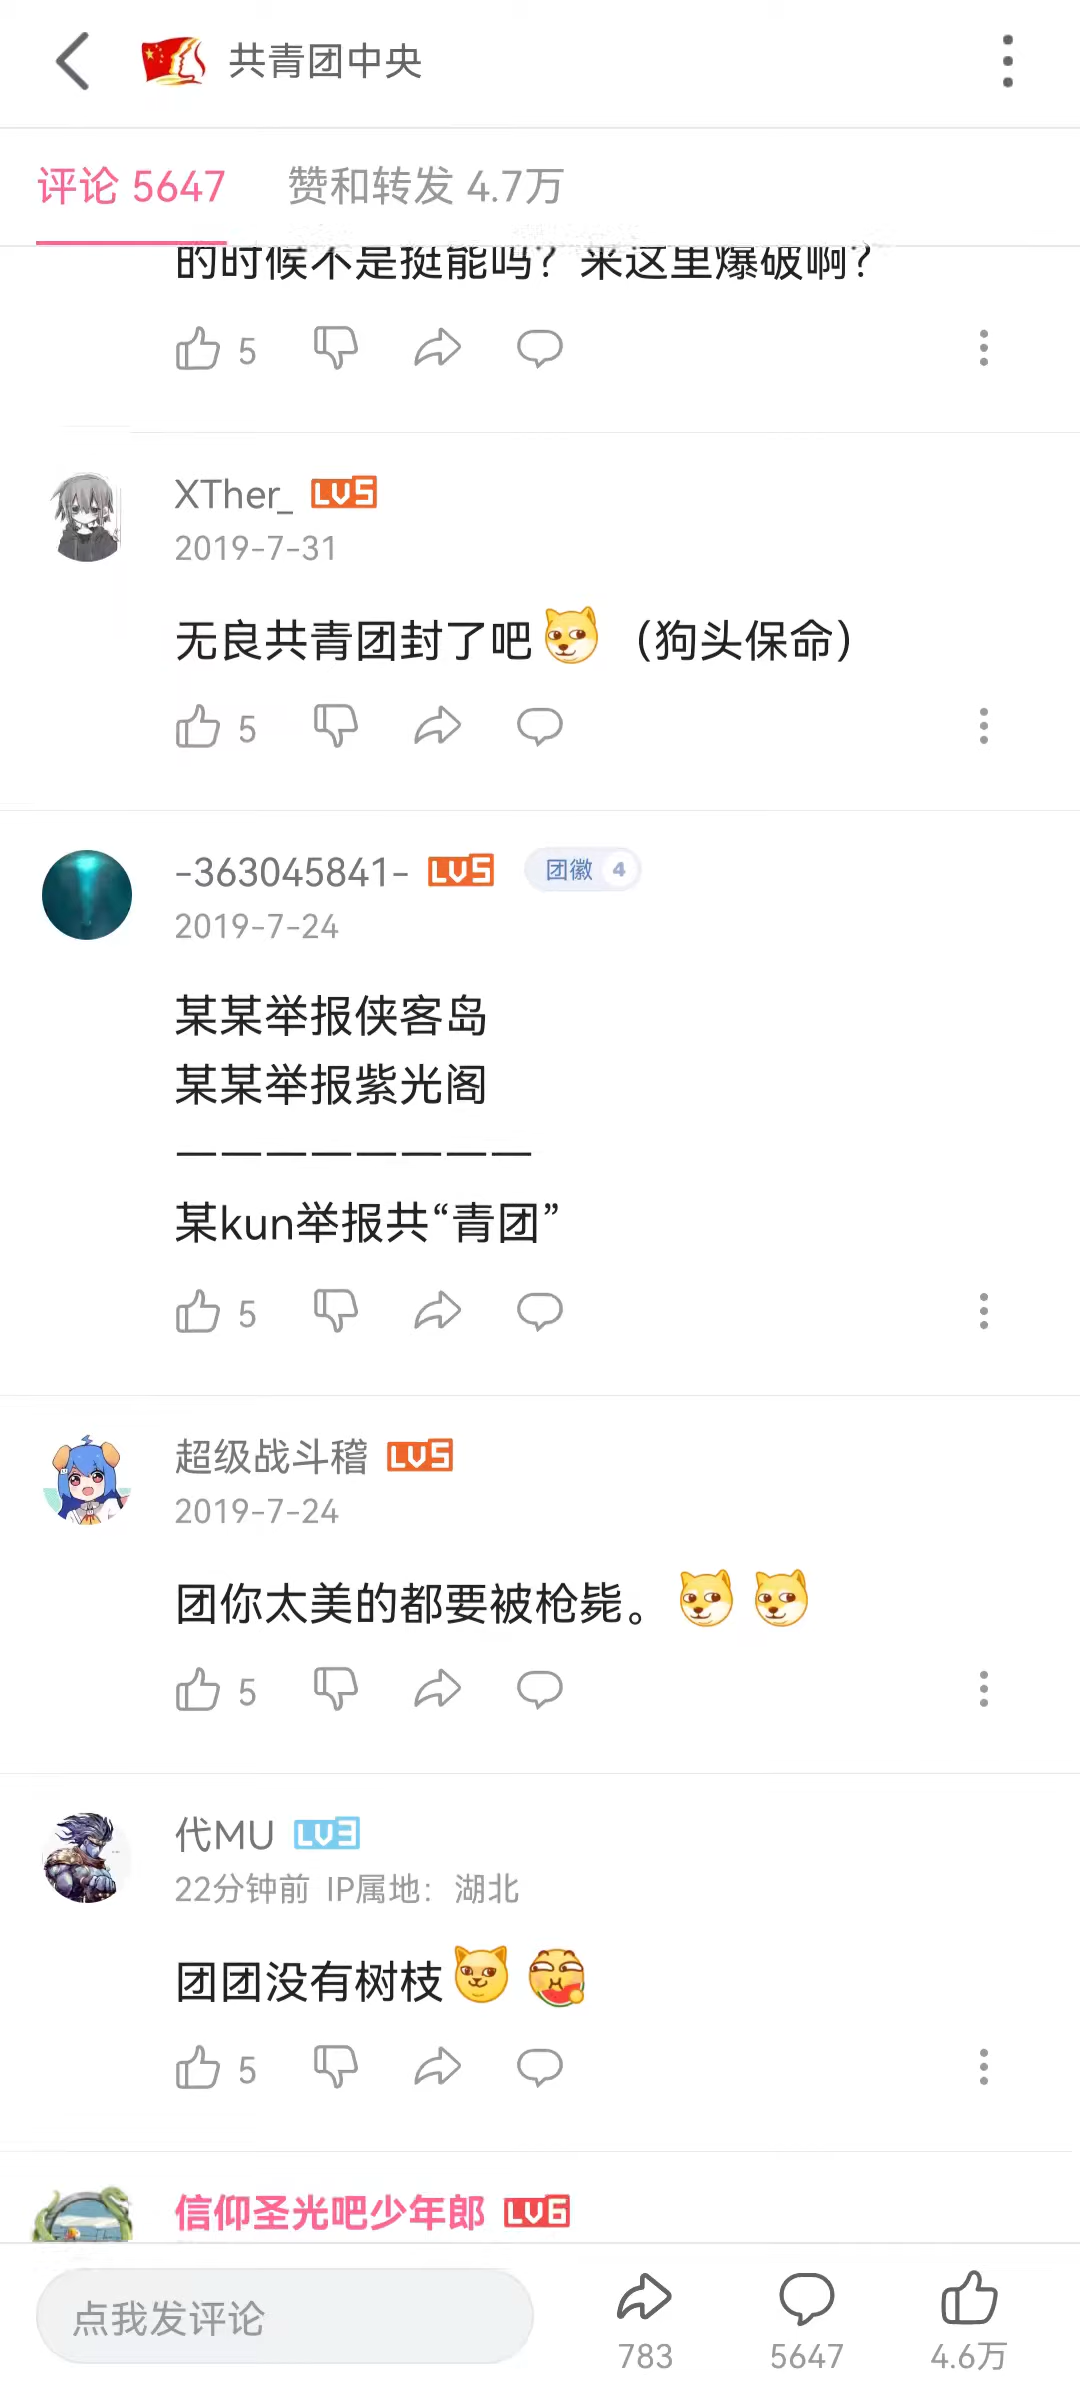 共青团中央
评论 5647 赞和转发 4.7万
的时候不是挺能吗？来这里爆破啊？
5
XTher_ LV5
2019-7-31
无良共青团封了吧（狗头保命）
5
-363045841- LV5 团徽 4
2019-7-24
某某举报侠客岛
某某举报紫光阁
————————
某kun举报共“青团”
5
超级战斗稽 LV5
2019-7-24
团你太美的都要被枪毙。
5
代MU LV3
22分钟前 IP属地：湖北
团团没有树枝
5
信仰圣光吧少年郎 LV6
点我发评论
783 5647 4.6万